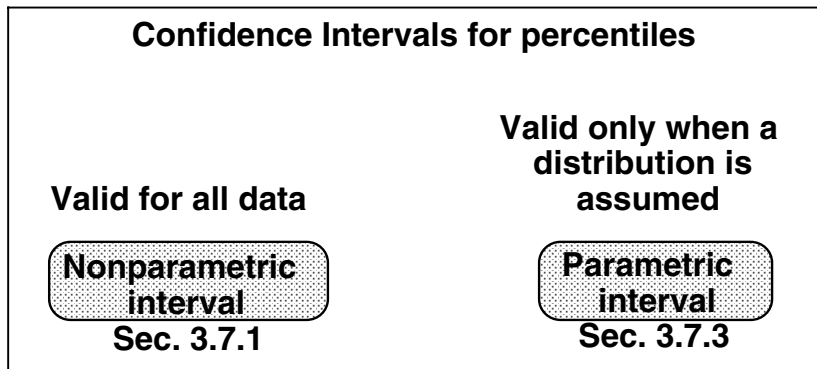 Confidence Intervals for percentiles
Valid for all data
Nonparametric
interval
Sec. 3.7.1
Valid only when a
distribution is
assumed
Parametric
interval
Sec. 3.7.3